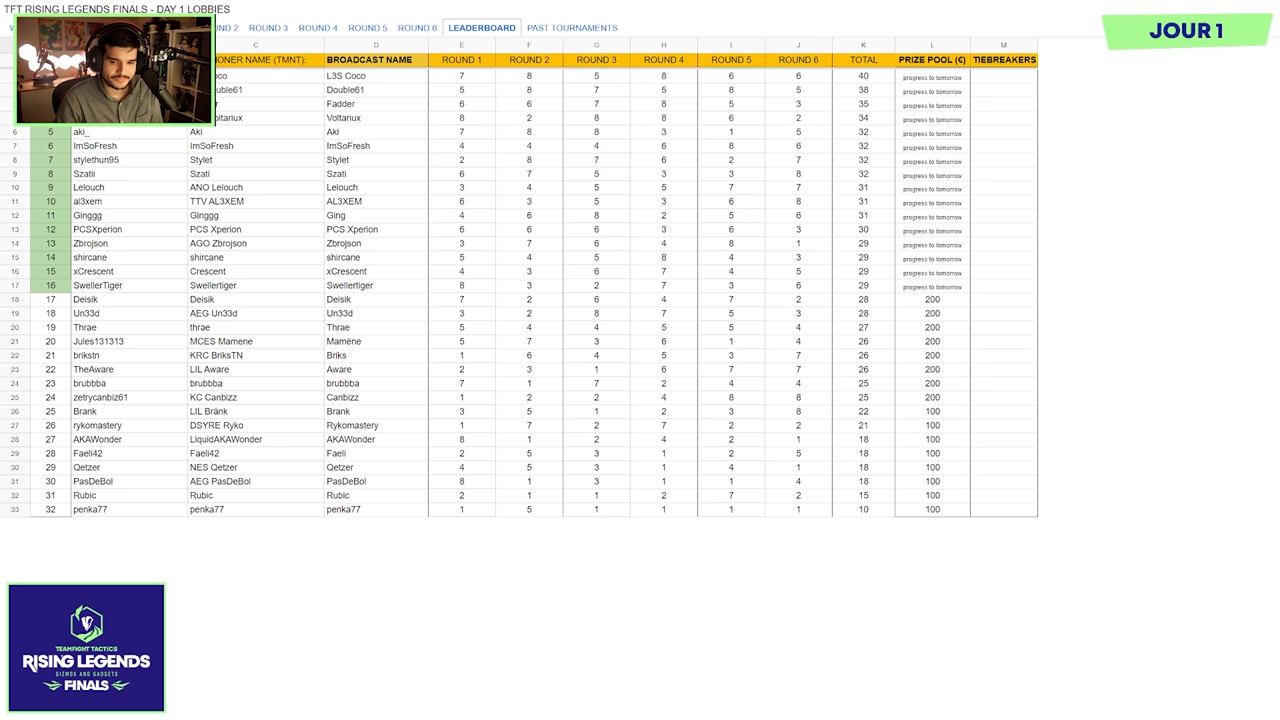 TFT RISING LEGENDS FINALS - DAY 1 LOBBIES
JOUR 1
W UND 2 ROUND 3 ROUND 4 ROUND 5 ROUND 6 LEADERBOARD PAST TOURNAMENTS
C D E F G H I J K L M
ONER NAME (TMNT): BROADCAST NAME ROUND 1 ROUND 2 ROUND 3 ROUND 4 ROUND 5 ROUND 6 TOTAL PRIZE POOL (€) TIEBREAKERS
oco L3S Coco 7 8 5 8 6 6 40 progress to tomorrow
uble61 Double61 5 8 7 5 8 5 38 progress to tomorrow
r Fadder 6 6 7 8 5 3 35 progress to tomorrow
oltariux Voltariux 8 2 8 8 6 2 34 progress to tomorrow
6 5 aki_ Aki Aki 7 8 8 3 1 5 32 progress to tomorrow
7 6 ImSoFresh ImSoFresh ImSoFresh 4 4 4 6 8 6 32 progress to tomorrow
8 7 stylethun95 Stylet Stylet 2 8 7 6 2 7 32 progress to tomorrow
9 8 Szatii Szati Szati 6 7 5 3 3 8 32 progress to tomorrow
10 9 Lelouch ANO Lelouch Lelouch 3 4 5 5 7 7 31 progress to tomorrow
11 10 al3xem TTV AL3XEM AL3XEM 6 3 5 3 6 8 31 progress to tomorrow
12 11 Ginggg Ginggg Ging 4 6 8 2 5 6 31 progress to tomorrow
13 12 PCSXperion PCS Xperion PCS Xperion 6 6 6 3 6 3 30 progress to tomorrow
14 13 Zbrojson AGO Zbrojson Zbrojson 3 7 6 4 8 1 29 progress to tomorrow
15 14 shircane shircane shircane 5 4 5 8 4 3 29 progress to tomorrow
16 15 xCrescent Crescent xCrescent 4 3 6 7 4 5 29 progress to tomorrow
17 16 SwellerTiger Swellertiger Swellertiger 8 3 2 7 3 6 29 progress to tomorrow
18 17 Deisik Deisik Deisik 7 2 6 4 7 2 28 200
19 18 Un33d AEG Un33d Un33d 3 2 8 7 5 3 28 200
20 19 Thrae thrae Thrae 5 4 4 5 5 4 27 200
21 20 Jules131313 MCES Mamene Mamène 5 7 3 6 1 4 26 200
22 21 brikstn KRC BriksTN Briks 1 6 4 5 3 7 26 200
23 22 TheAware LIL Aware Aware 2 3 1 6 7 7 26 200
24 23 brubbba brubbba brubbba 7 1 7 2 4 4 25 200
25 24 zetrycanbiz61 KC Canbizz Canbizz 1 2 2 4 8 8 25 200
26 25 Brank LIL Bränk Brank 3 5 1 2 3 8 22 100
27 26 rykomastery DSYRE Ryko Rykomastery 1 7 2 7 2 2 21 100
28 27 AKAWonder LiquidAKAWonder AKAWonder 8 1 2 4 2 1 18 100
29 28 Faeli42 Faeli42 Faeli 2 5 3 1 2 5 18 100
30 29 Qetzer NES Qetzer Qetzer 4 5 3 1 4 1 18 100
31 30 PasDeBol AEG PasDeBol PasDeBol 8 1 3 1 1 4 18 100
32 31 Rubic Rubic Rubic 2 1 1 2 7 2 15 100
33 32 penka77 penka77 penka77 1 5 1 1 1 1 10 100
TEAMFIGHT TACTICS
RISING LEGENDS
GIZMOS AND GADGETS
FINALS